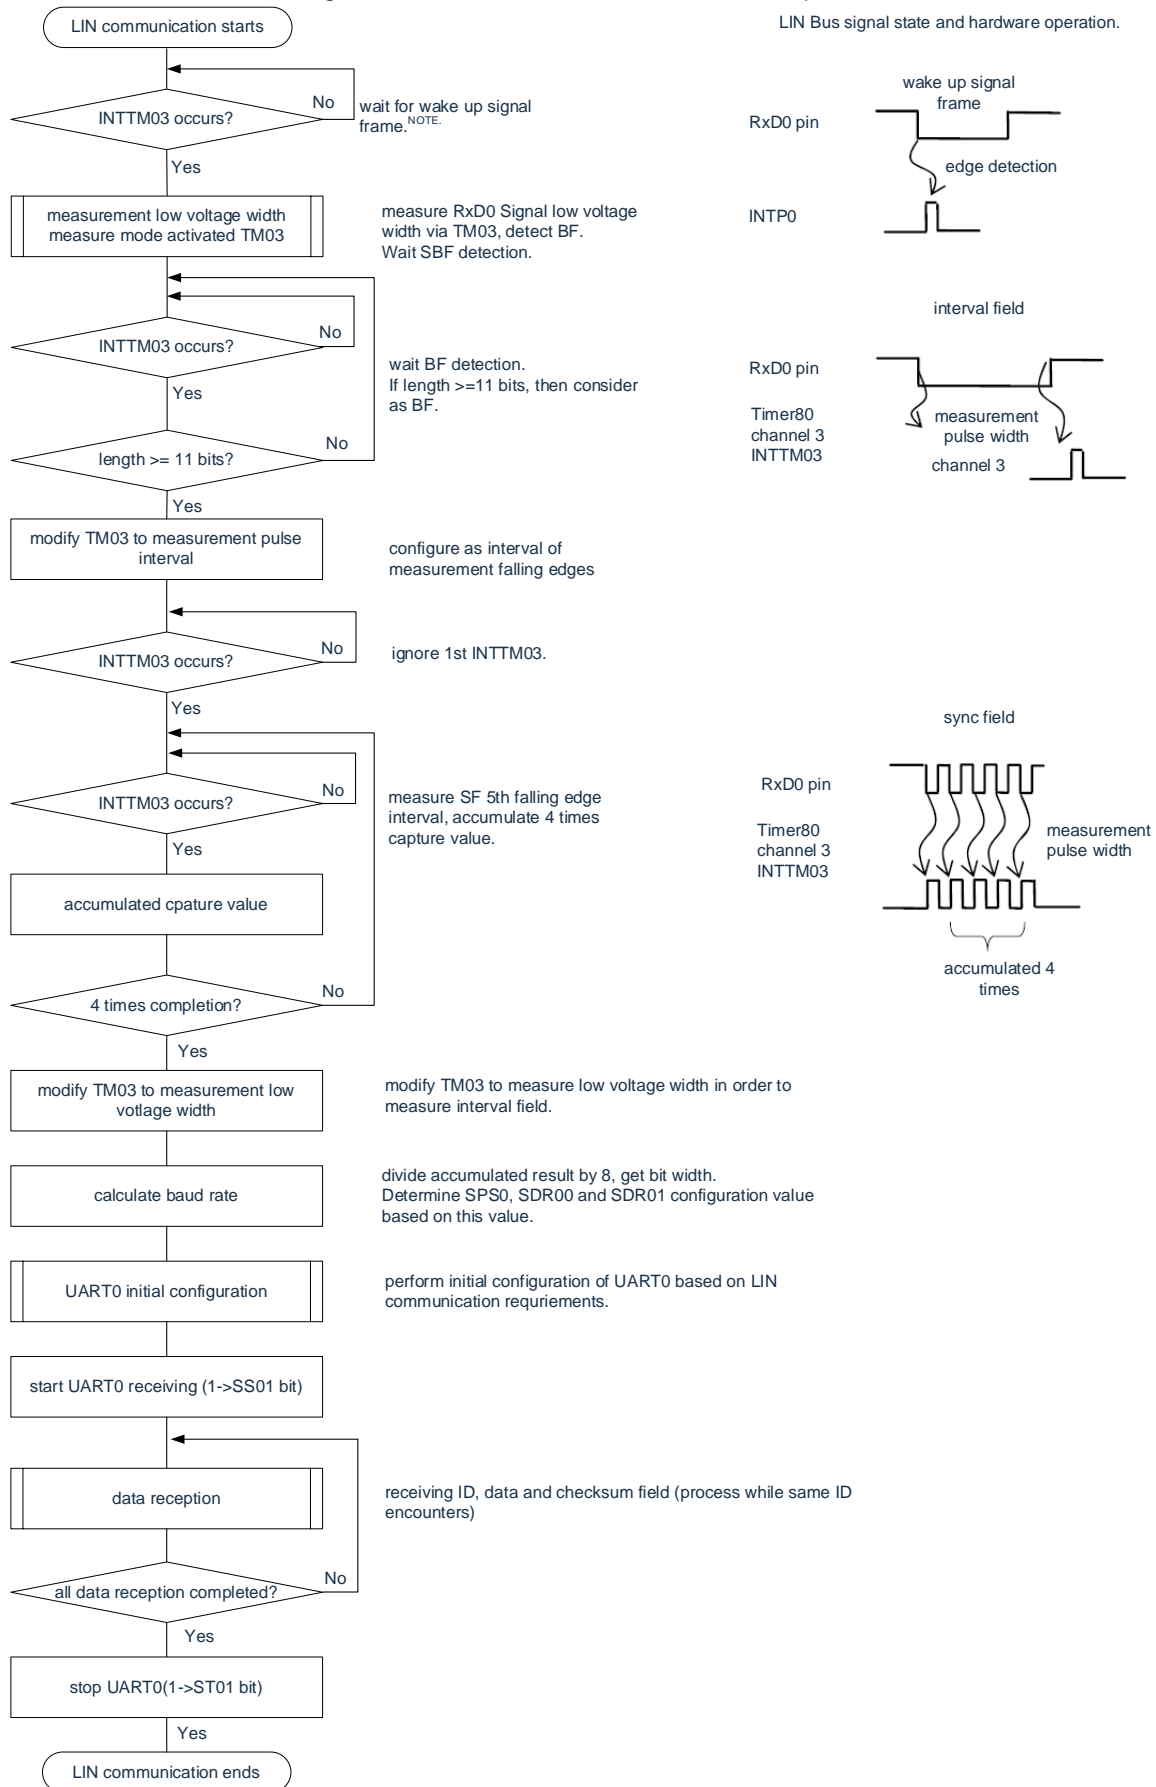 LIN communication starts
LIN Bus signal state and hardware operation.
INTTM03 occurs?
No
wait for wake up signal
frame.NOTE.
Yes
wake up signal
frame
RxD0 pin
edge detection
INTP0
measurement low voltage width
measure mode activated TM03
measure RxD0 Signal low voltage
width via TM03, detect BF.
Wait SBF detection.
INTTM03 occurs?
No
Yes
wait BF detection.
If length >=11 bits, then consider
as BF.
length >= 11 bits?
No
Yes
interval field
RxD0 pin
Timer80
channel 3
INTTM03
measurement
pulse width
channel 3
modify TM03 to measurement pulse
interval
configure as interval of
measurement falling edges
INTTM03 occurs?
No
ignore 1st INTTM03.
Yes
INTTM03 occurs?
No
measure SF 5th falling edge
interval, accumulate 4 times
capture value.
Yes
sync field
RxD0 pin
Timer80
channel 3
INTTM03
measurement
pulse width
accumulated 4
times
accumulated cpature value
4 times completion?
No
Yes
modify TM03 to measurement low
votlage width
modify TM03 to measure low voltage width in order to
measure interval field.
calculate baud rate
divide accumulated result by 8, get bit width.
Determine SPS0, SDR00 and SDR01 configuration value
based on this value.
UART0 initial configuration
perform initial configuration of UART0 based on LIN
communication requriements.
start UART0 receiving (1->SS01 bit)
data reception
receiving ID, data and checksum field (process while same ID
encounters)
all data reception completed?
No
Yes
stop UART0(1->ST01 bit)
Yes
LIN communication ends